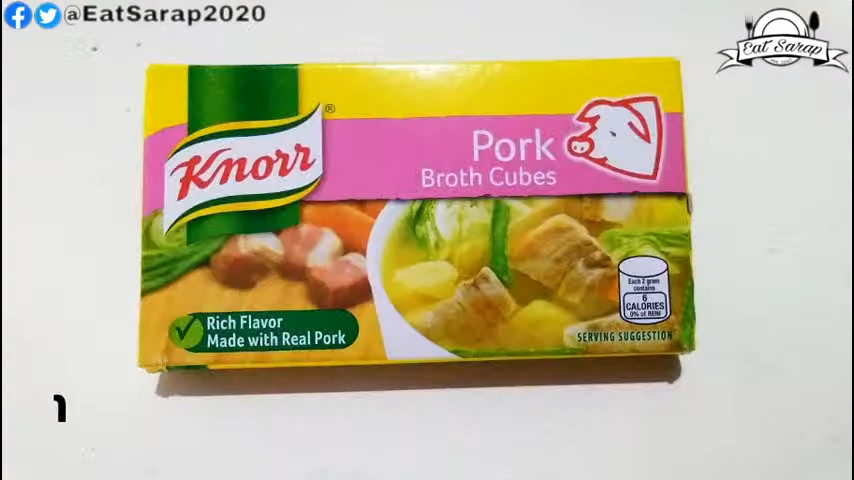 @EatSarap2020
Eat Sarap
Knorr®
Pork
Broth Cubes
Rich Flavor
Made with Real Pork
Each 2 gram
contains
6
CALORIES
0% of RENI
SERVING SUGGESTION